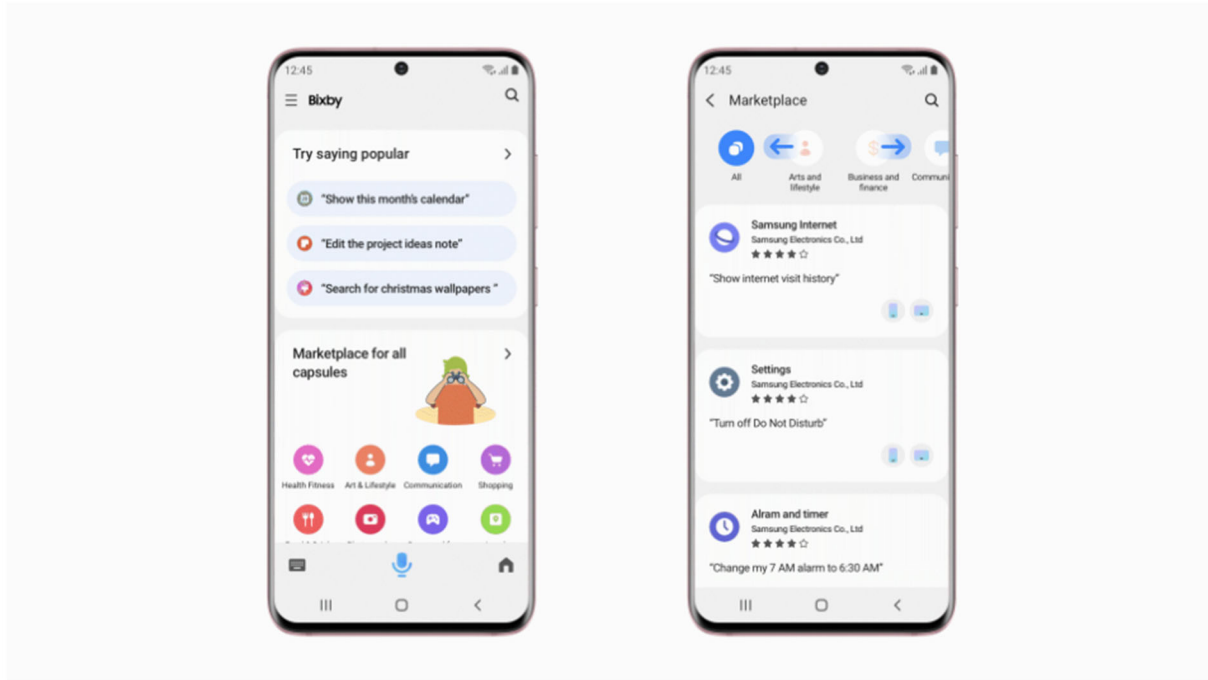 12:45
Bixby
Try saying popular
"Show this month's calendar"
"Edit the project ideas note"
"Search for christmas wallpapers "
Marketplace for all
capsules
Health Fitness
Art & Lifestyle
Communication
Shopping
12:45
Marketplace
All
Arts and
lifestyle
Business and
finance
Communi
Samsung Internet
Samsung Electronics Co., Ltd
"Show internet visit history"
Settings
Samsung Electronics Co., Ltd
"Turn off Do Not Disturb"
Alram and timer
Samsung Electronics Co., Ltd
"Change my 7 AM alarm to 6:30 AM"